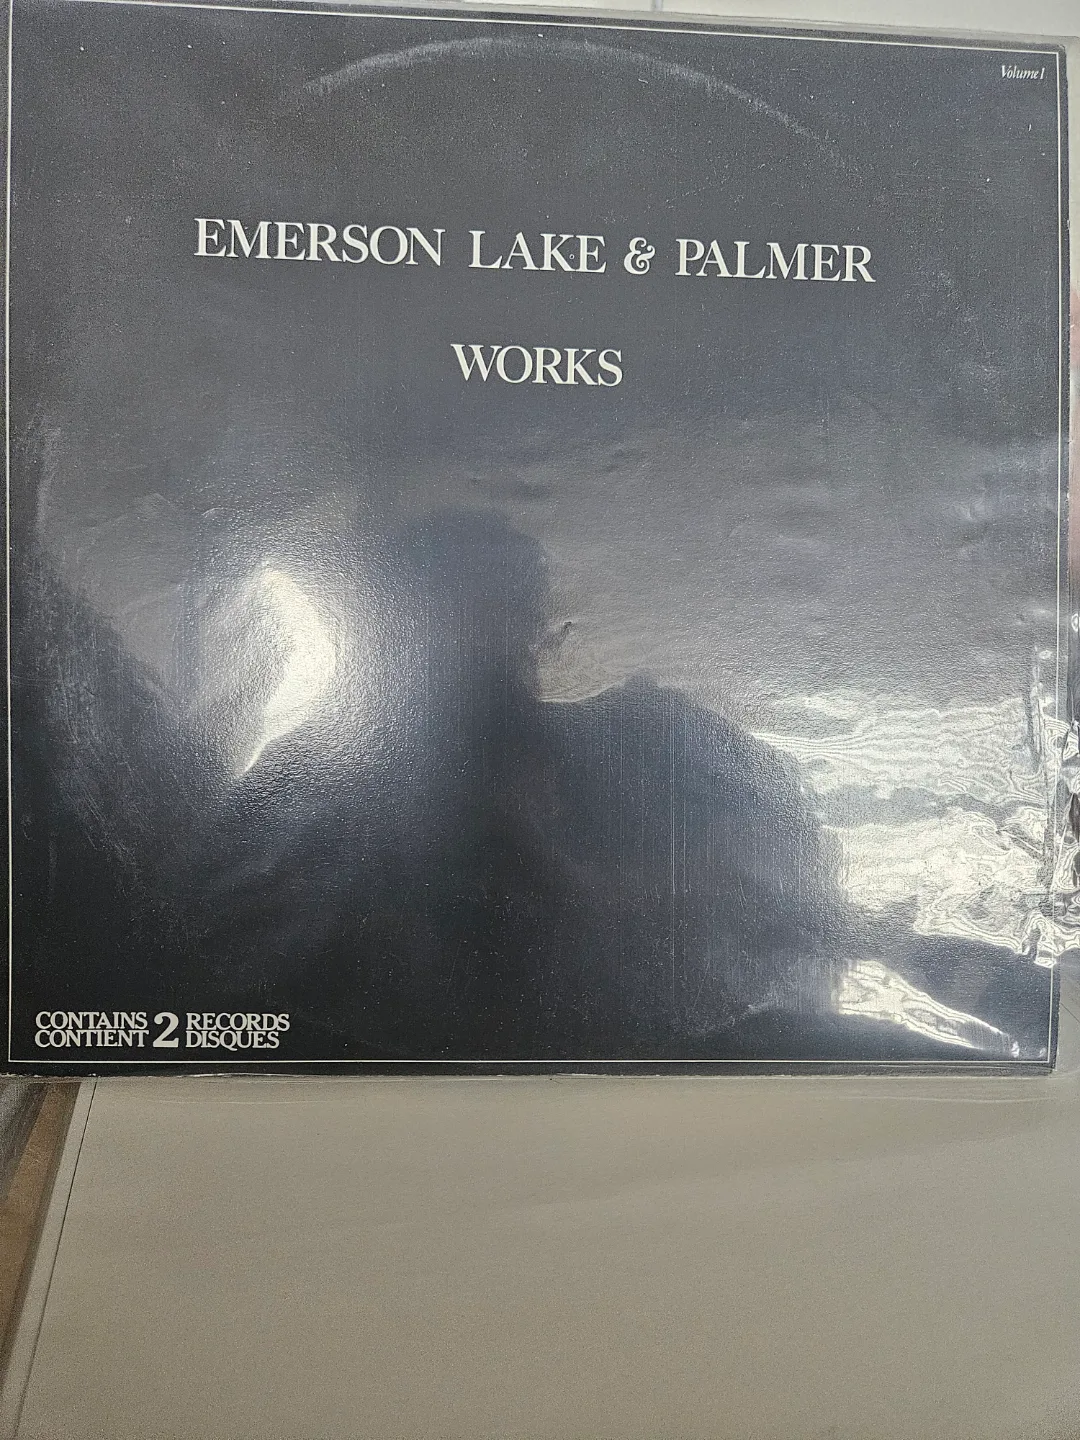 Volume 1
EMERSON LAKE & PALMER
WORKS
CONTAINS 2 RECORDS
CONTIENT DISQUES